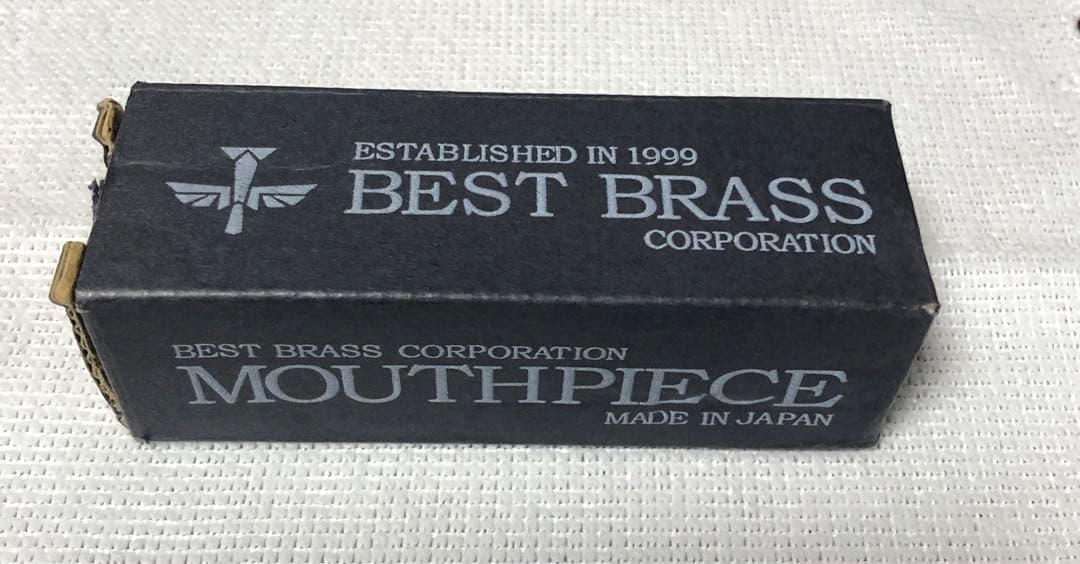 ESTABLISHED IN 1999
BEST BRASS
CORPORATION
BEST BRASS CORPORATION
MOUTHPIECE
MADE IN JAPAN